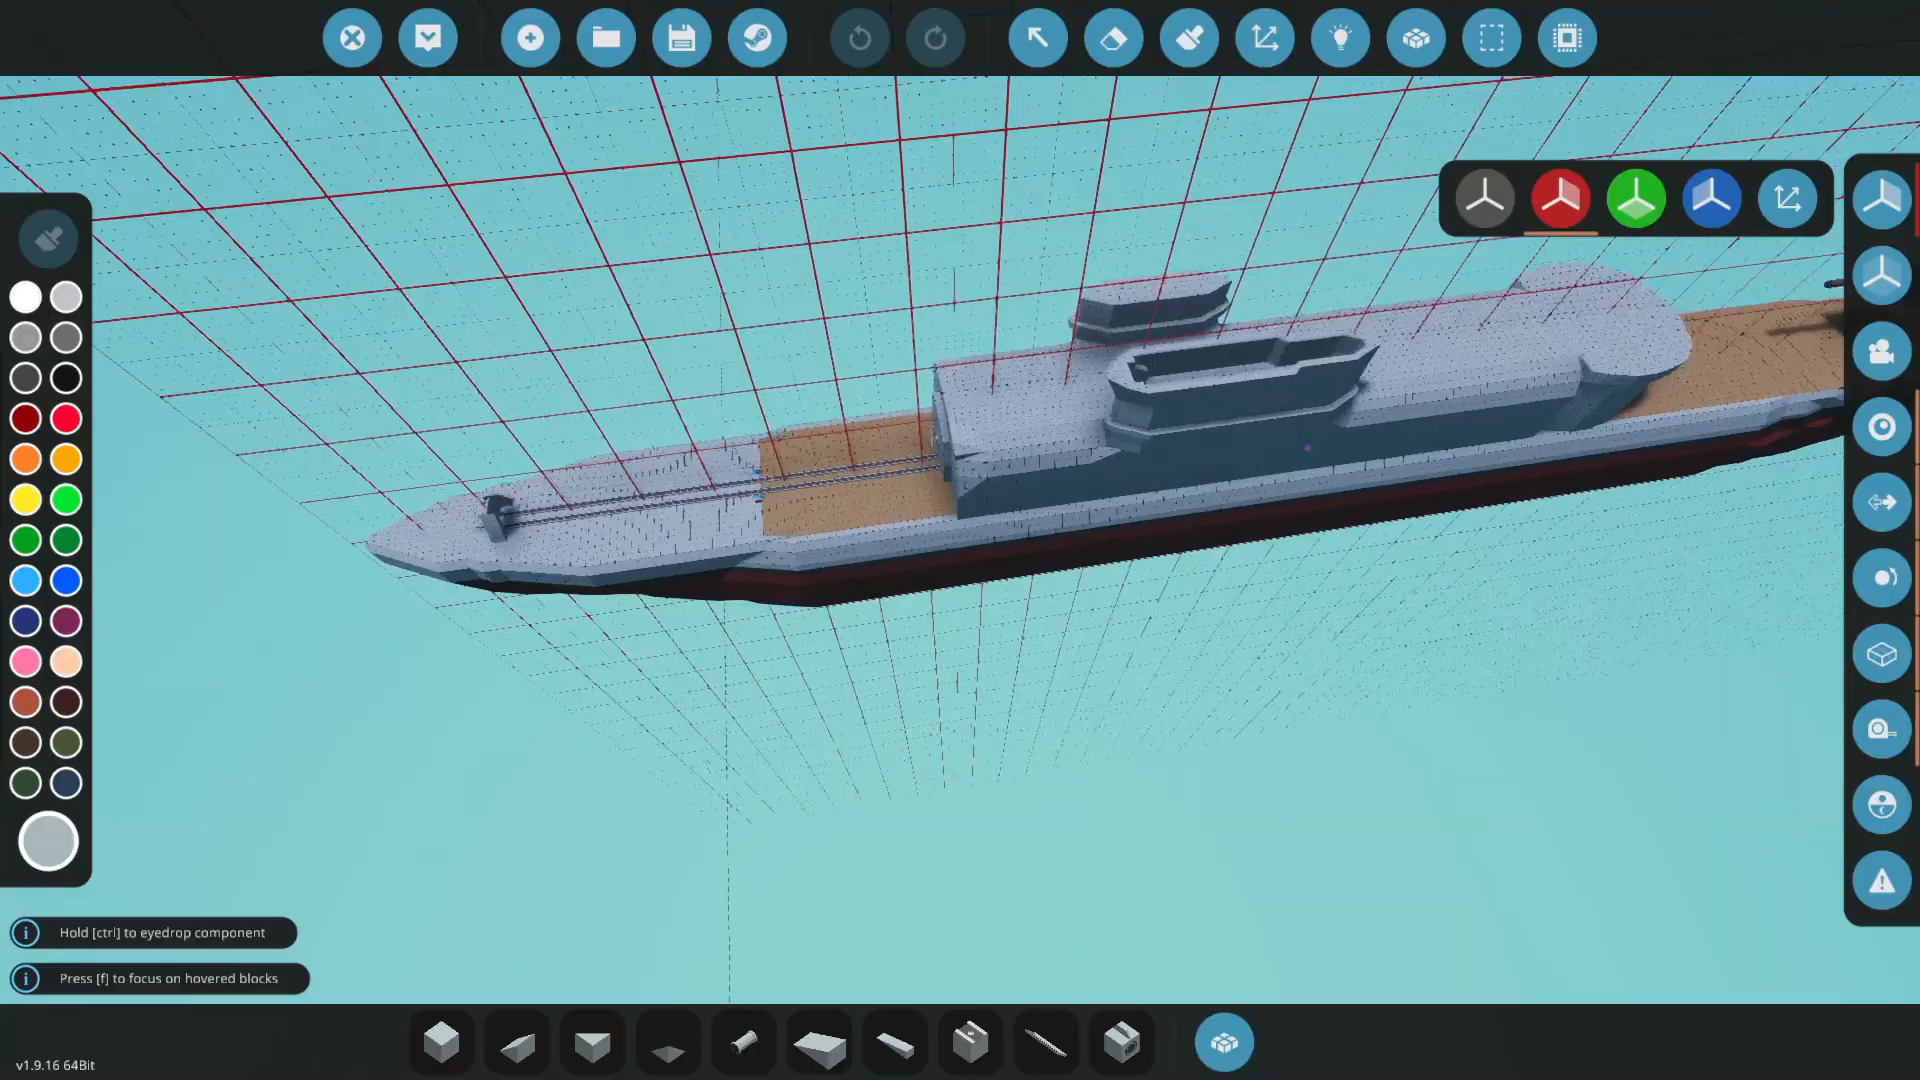 Hold [ctrl] to eyedrop component
Press [f] to focus on hovered blocks
v1.9.16 64Bit